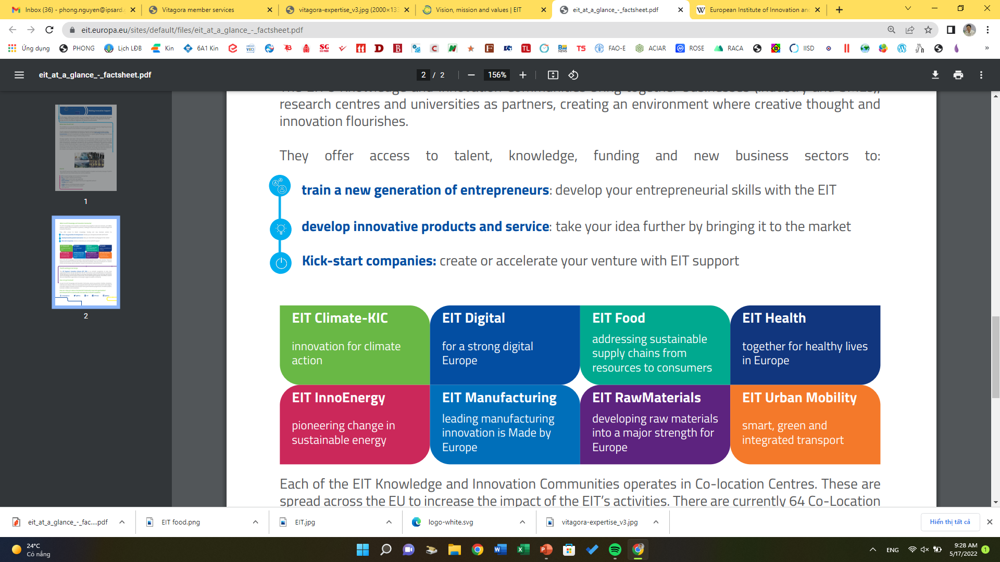 Inbox (36) - phong.nguyen@ipsard.
Vitagora member services
vitagora-expertise_v3.jpg (2000×13
Vision, mission and values | EIT
eit_at_a_glance_-_factsheet.pdf
European Institute of Innovation an
eit.europa.eu/sites/default/files/eit_at_a_glance_-_factsheet.pdf
Ứng dụng PHONG Lịch LĐB Kin 6A1 Kin FAO-E ACIAR ROSE RACA IISD »
eit_at_a_glance_-_factsheet.pdf
2 / 2
156%
1
2
research centres and universities as partners, creating an environment where creative thought and
innovation flourishes.
They offer access to talent, knowledge, funding and new business sectors to:
train a new generation of entrepreneurs: develop your entrepreneurial skills with the EIT
develop innovative products and service: take your idea further by bringing it to the market
Kick-start companies: create or accelerate your venture with EIT support
EIT Climate-KIC
innovation for climate
action
EIT Digital
for a strong digital
Europe
EIT Food
addressing sustainable
supply chains from
resources to consumers
EIT Health
together for healthy lives
in Europe
EIT InnoEnergy
pioneering change in
sustainable energy
EIT Manufacturing
leading manufacturing
innovation is Made by
Europe
EIT RawMaterials
developing raw materials
into a major strength for
Europe
EIT Urban Mobility
smart, green and
integrated transport
Each of the EIT Knowledge and Innovation Communities operates in Co-location Centres. These are
spread across the EU to increase the impact of the EIT's activities. There are currently 64 Co-Location
eit_at_a_glance_-_fac....pdf
EIT food.png
EIT.jpg
logo-white.svg
vitagora-expertise_v3.jpg
Hiển thị tất cả
24°C
Có nắng
ENG
9:28 AM
5/17/2022
1